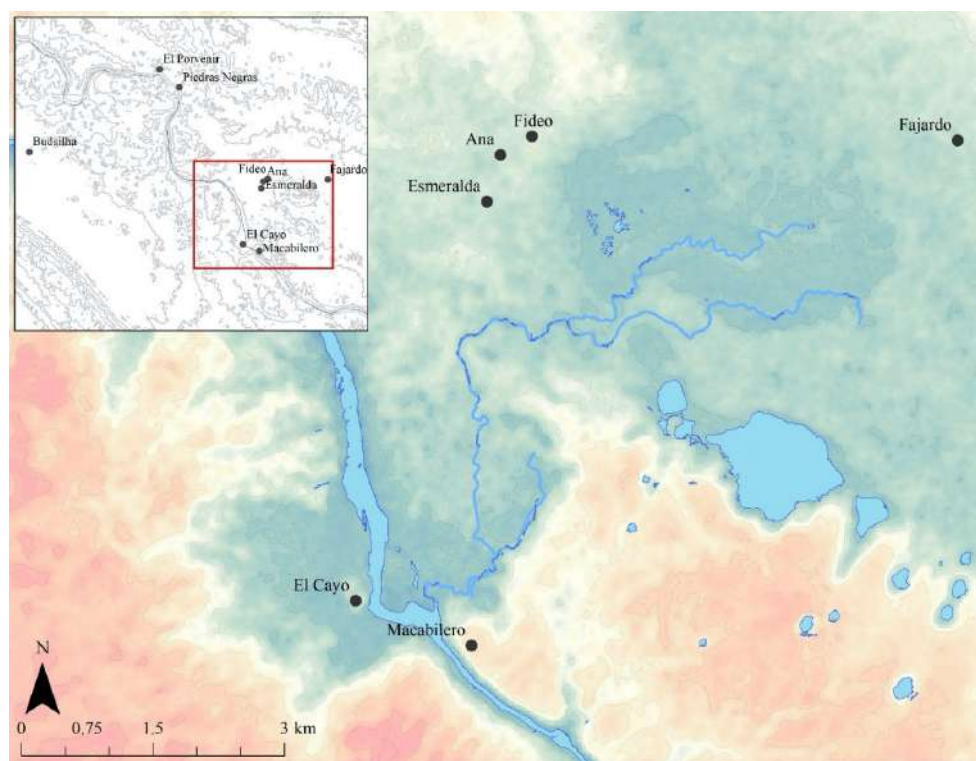 El Porvenir
Piedras Negras
Budsilha
Fideo
Ana
Fajardo
Esmeralda
El Cayo
Macabilero
Fideo
Ana
Fajardo
Esmeralda
El Cayo
Macabilero
N
0 0,75 1,5 3 km